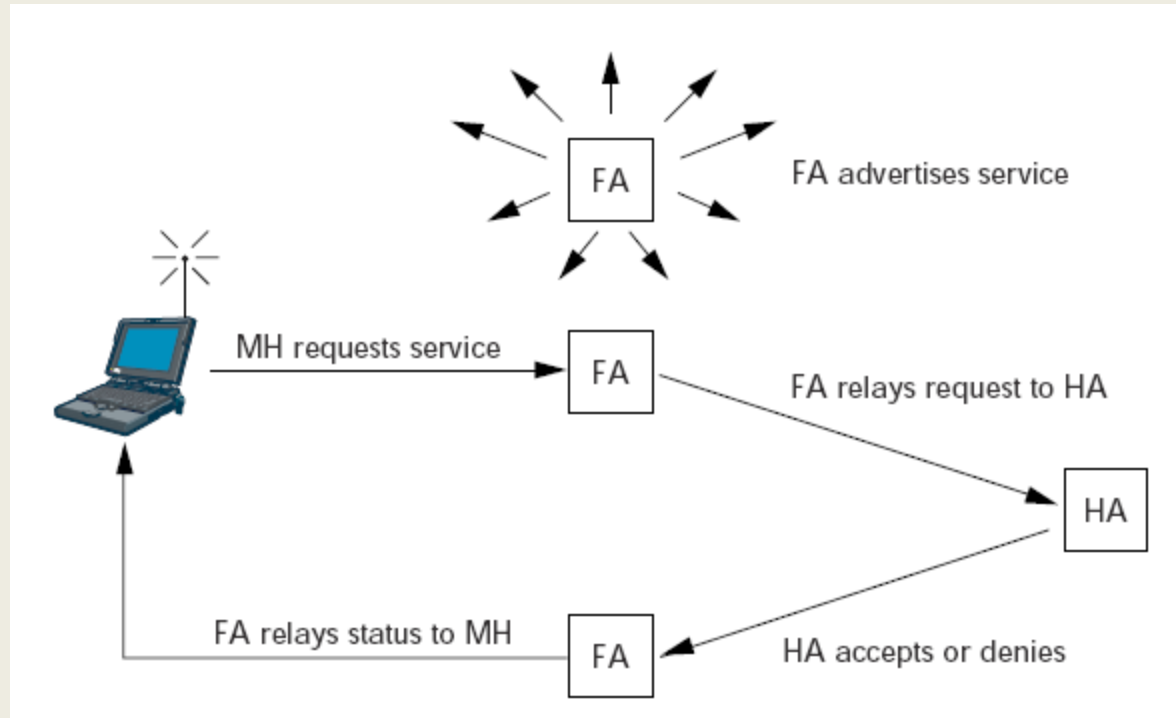 FA
FA advertises service
MH requests service
FA
FA relays request to HA
HA
FA relays status to MH
FA
HA accepts or denies